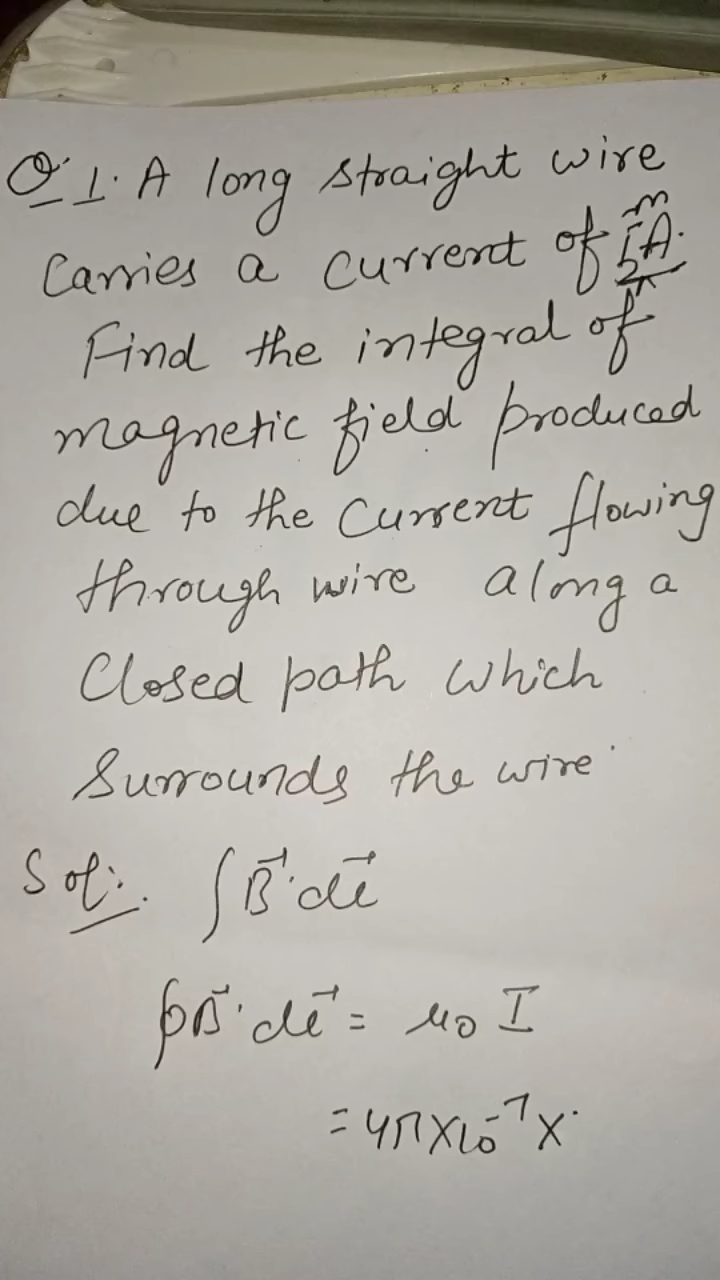 Q.1. A long straight wire
Carries a current of A.
Find the integral of
magnetic field produced
due to the current flowing
through wire along a
Closed path which
Surrounds the wire.
Sol:. ∫B⃗.dl⃗
∮B⃗.dl⃗ = μ0 I
= 4π×10⁻⁷×